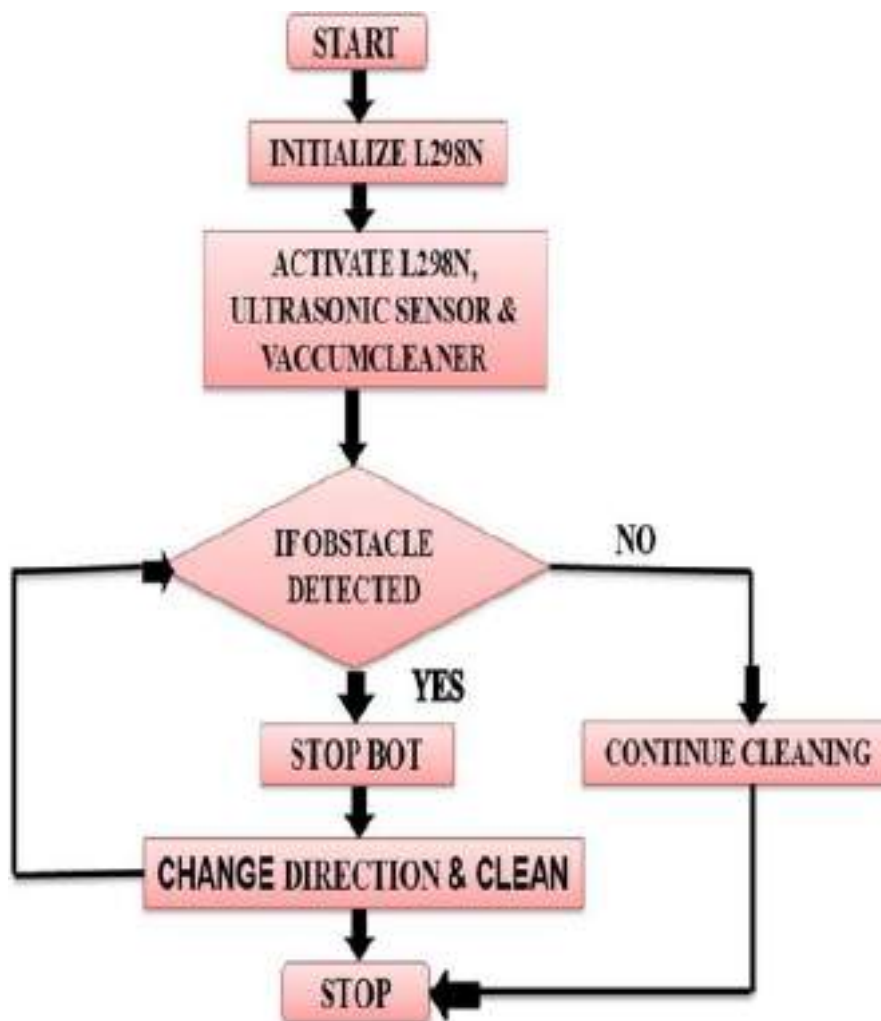 START
INITIALIZE L298N
ACTIVATE L298N,
ULTRASONIC SENSOR &
VACCUMCLEANER
IF OBSTACLE
DETECTED
NO
YES
STOP BOT
CONTINUE CLEANING
CHANGE DIRECTION & CLEAN
STOP